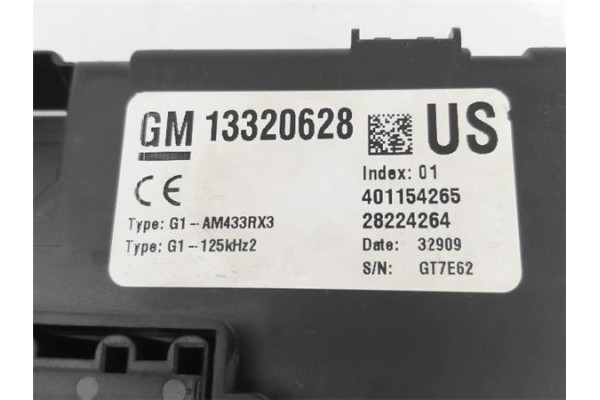 GM 13320628 US
Index: 01
CE 401154265
Type: G1-AM433RX3 28224264
Type: G1-125kHz2 Date: 32909
S/N: GT7E62